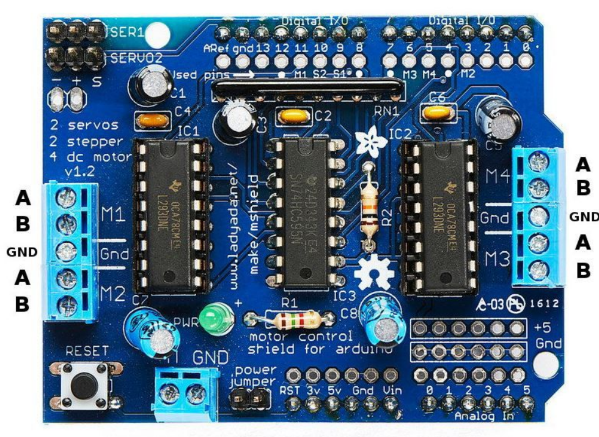 SER1
SERVO2
- + S
Digital I/O
Digital I/O
ARef gnd 13 12 11 10 9 8
7 6 5 4 3 2 1 0
Used pins
M1 S2 S1
M3 M4
M2
C1
C4
C3
C2
RN1
C6
2 servos
2 stepper
4 dc motor
v1.2
IC1
IC2
L293DNE
SN74HC595N
L293DNE
www.ladyada.net/
make/mshield
R2
A
B
GND
A
B
M1
Gnd
M2
M4
Gnd
M3
A
B
GND
A
B
C7
PWR
+
R1
IC3
C8
motor control
shield for arduino
1612
+5
Gnd
RESET
GND
power
jumper
RST 3v 5v Gnd Vin
0 1 2 3 4 5
Analog In